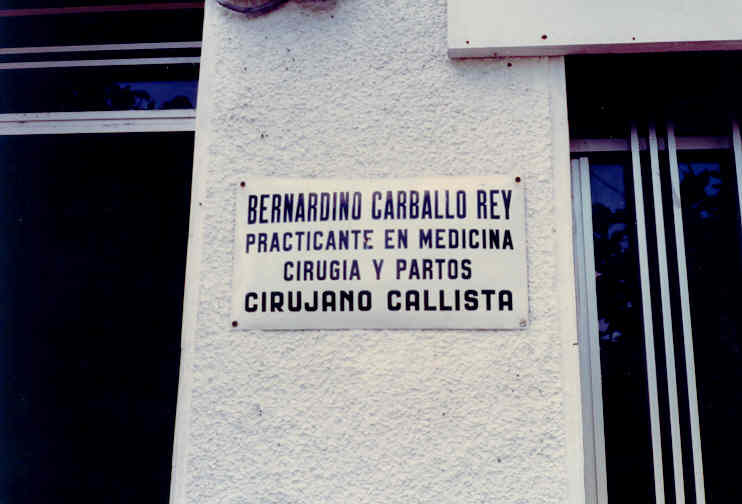 BERNARDINO CARBALLO REY
PRACTICANTE EN MEDICINA
CIRUGIA Y PARTOS
CIRUJANO CALLISTA